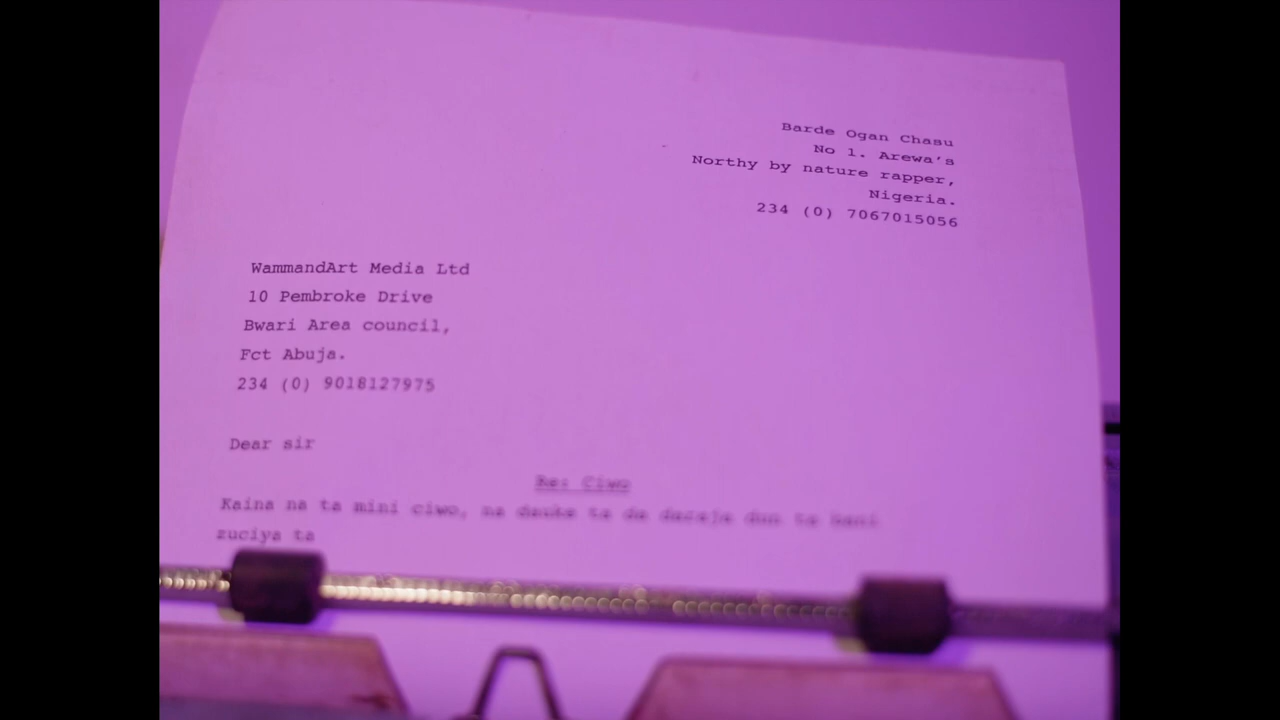 Barde Ogan Chasu
No 1. Arewa's
Northy by nature rapper,
Nigeria.
234 (0) 7067015056
WammandArt Media Ltd
10 Pembroke Drive
Bwari Area council,
Fct Abuja.
234 (0) 9018127975
Dear sir
Re: Ciwo
Kaina na ta mini ciwo, na dauke ta da daraja don ta bani
zuciya ta